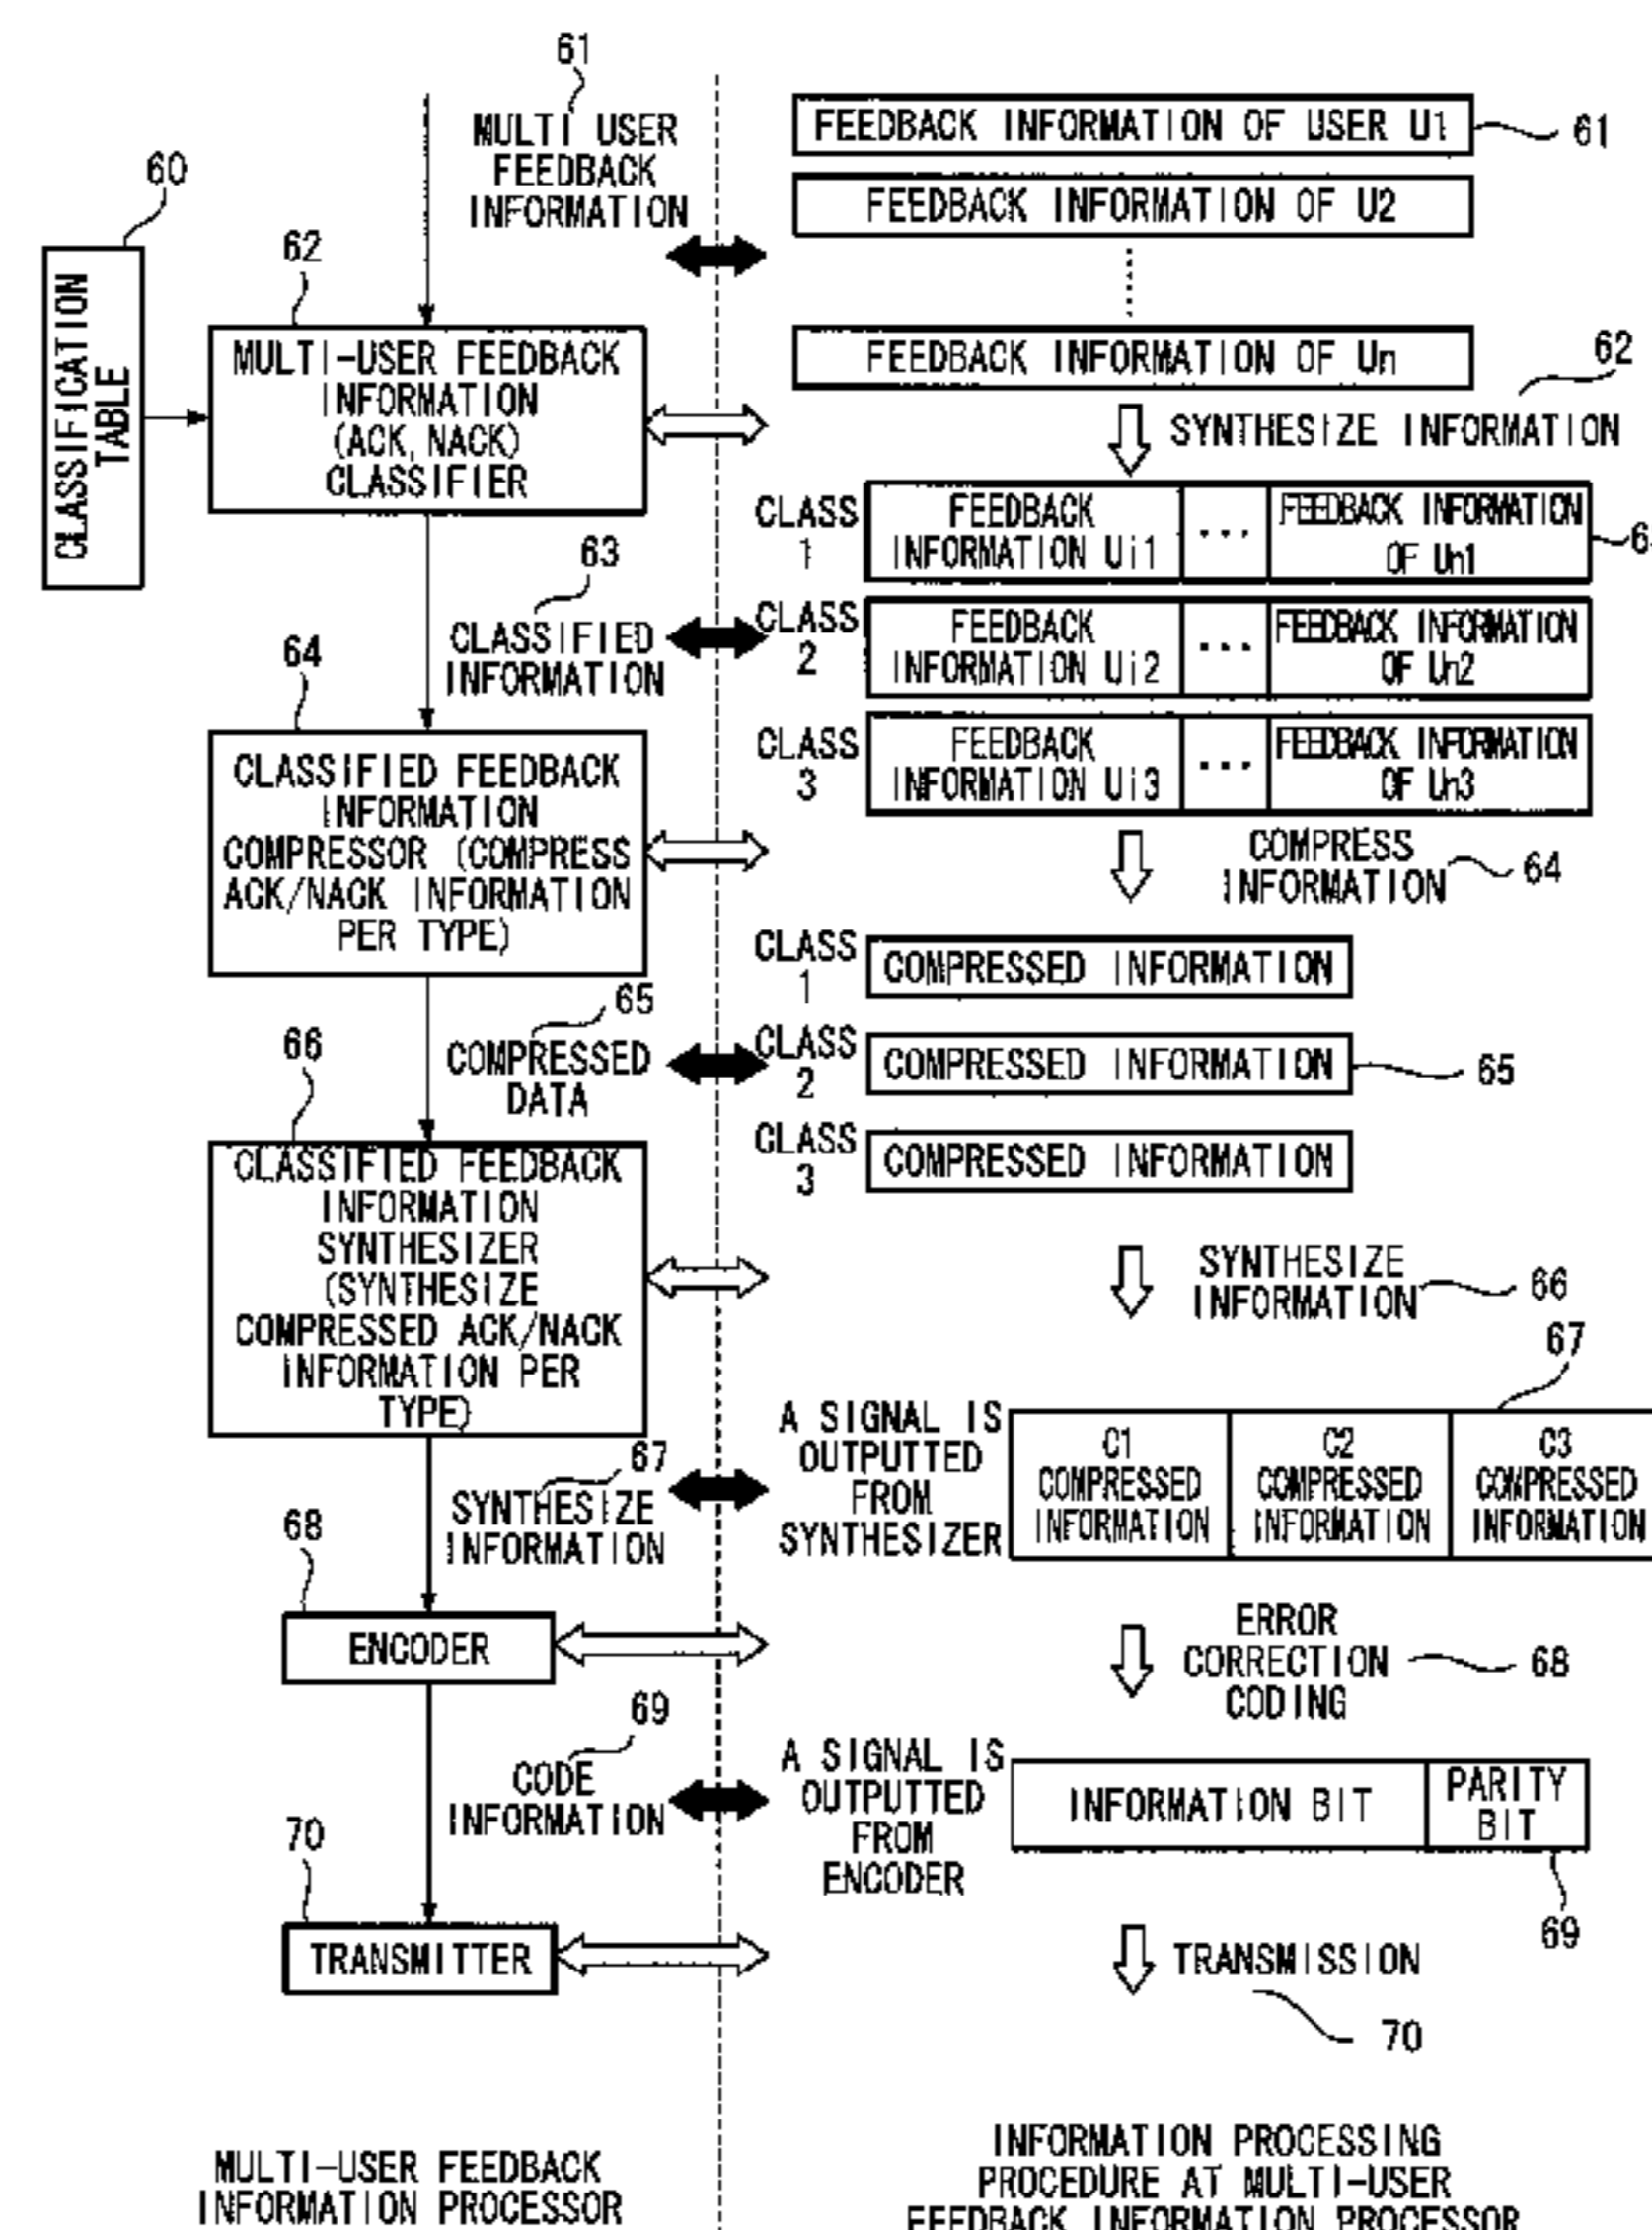 61
MULTI USER
FEEDBACK
INFORMATION
60
CLASSIFICATION
TABLE
62
MULTI-USER FEEDBACK
INFORMATION
(ACK, NACK)
CLASSIFIER
63
CLASSIFIED
INFORMATION
64
CLASSIFIED FEEDBACK
INFORMATION
COMPRESSOR (COMPRESS
ACK/NACK INFORMATION
PER TYPE)
65
COMPRESSED
DATA
66
CLASSIFIED FEEDBACK
INFORMATION
SYNTHESIZER
(SYNTHESIZE
COMPRESSED ACK/NACK
INFORMATION PER
TYPE)
67
SYNTHESIZE
INFORMATION
68
ENCODER
69
CODE
INFORMATION
70
TRANSMITTER
MULTI-USER FEEDBACK
INFORMATION PROCESSOR
FEEDBACK INFORMATION OF USER U1
61
FEEDBACK INFORMATION OF U2
FEEDBACK INFORMATION OF Un
62
SYNTHESIZE INFORMATION
CLASS
1
FEEDBACK
INFORMATION Ui1
...
FEEDBACK INFORMATION
OF Un1
CLASS
2
FEEDBACK
INFORMATION Ui2
...
FEEDBACK INFORMATION
OF Un2
CLASS
3
FEEDBACK
INFORMATION Ui3
...
FEEDBACK INFORMATION
OF Un3
COMPRESS
INFORMATION
64
CLASS
1
COMPRESSED INFORMATION
CLASS
2
COMPRESSED INFORMATION
65
CLASS
3
COMPRESSED INFORMATION
SYNTHESIZE
INFORMATION
66
67
A SIGNAL IS
OUTPUTTED
FROM
SYNTHESIZER
C1
COMPRESSED
INFORMATION
C2
COMPRESSED
INFORMATION
C3
COMPRESSED
INFORMATION
ERROR
CORRECTION
CODING
68
A SIGNAL IS
OUTPUTTED
FROM
ENCODER
INFORMATION BIT
PARITY
BIT
69
TRANSMISSION
70
INFORMATION PROCESSING
PROCEDURE AT MULTI-USER
FEEDBACK INFORMATION PROCESSOR